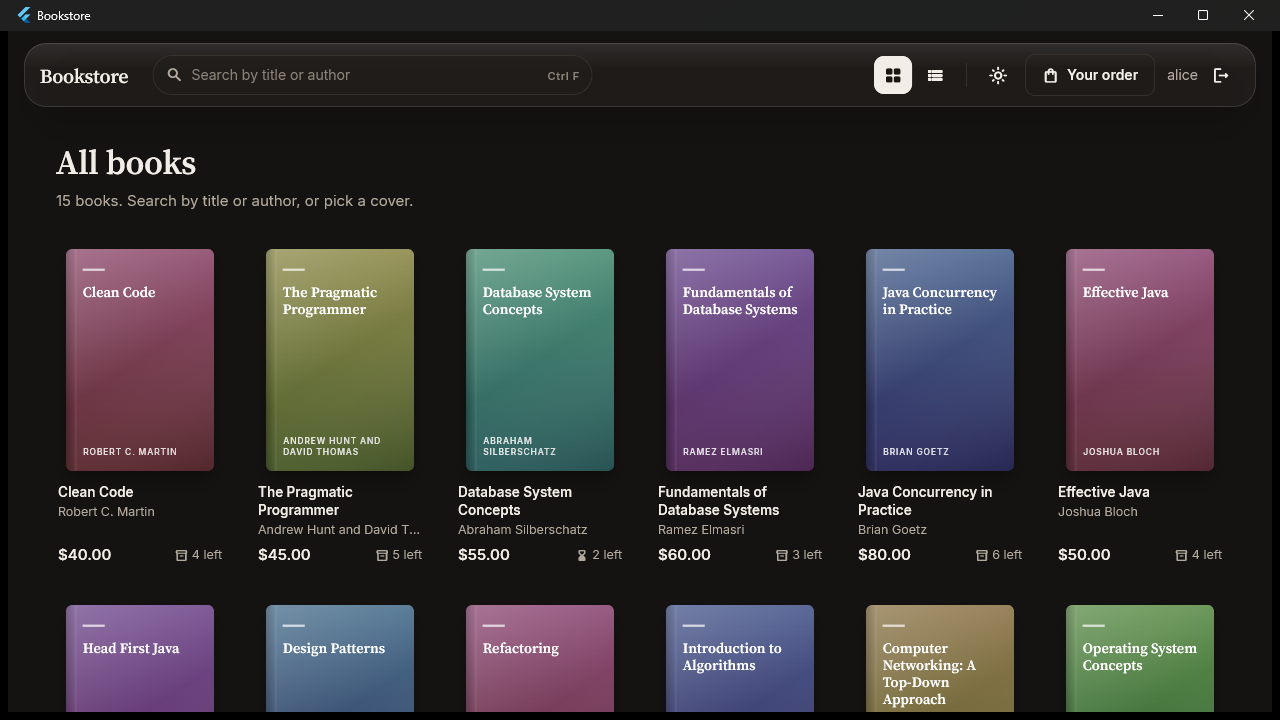 Bookstore
Bookstore
Search by title or author
Ctrl F
Your order
alice
All books
15 books. Search by title or author, or pick a cover.
Clean Code
ROBERT C. MARTIN
The Pragmatic
Programmer
ANDREW HUNT AND
DAVID THOMAS
Database System
Concepts
ABRAHAM
SILBERSCHATZ
Fundamentals of
Database Systems
RAMEZ ELMASRI
Java Concurrency
in Practice
BRIAN GOETZ
Effective Java
JOSHUA BLOCH
Clean Code
Robert C. Martin
$40.00
4 left
The Pragmatic
Programmer
Andrew Hunt and David T...
$45.00
5 left
Database System
Concepts
Abraham Silberschatz
$55.00
2 left
Fundamentals of
Database Systems
Ramez Elmasri
$60.00
3 left
Java Concurrency in
Practice
Brian Goetz
$80.00
6 left
Effective Java
Joshua Bloch
$50.00
4 left
Head First Java
Design Patterns
Refactoring
Introduction to
Algorithms
Computer
Networking: A
Top-Down
Approach
Operating System
Concepts